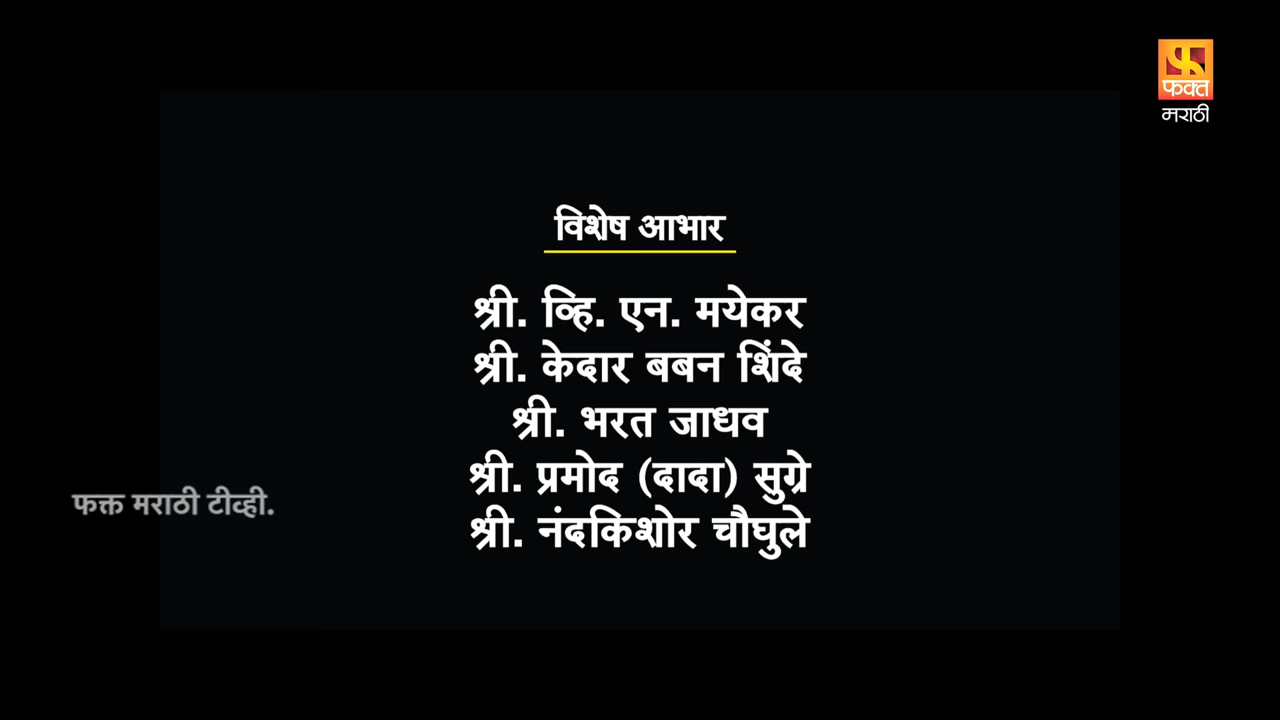 फक्त
मराठी
विशेष आभार
श्री. व्हि. एन. मयेकर
श्री. केदार बबन शिंदे
श्री. भरत जाधव
श्री. प्रमोद (दादा) सुग्रे
श्री. नंदकिशोर चौघुले
फक्त मराठी टीव्ही.